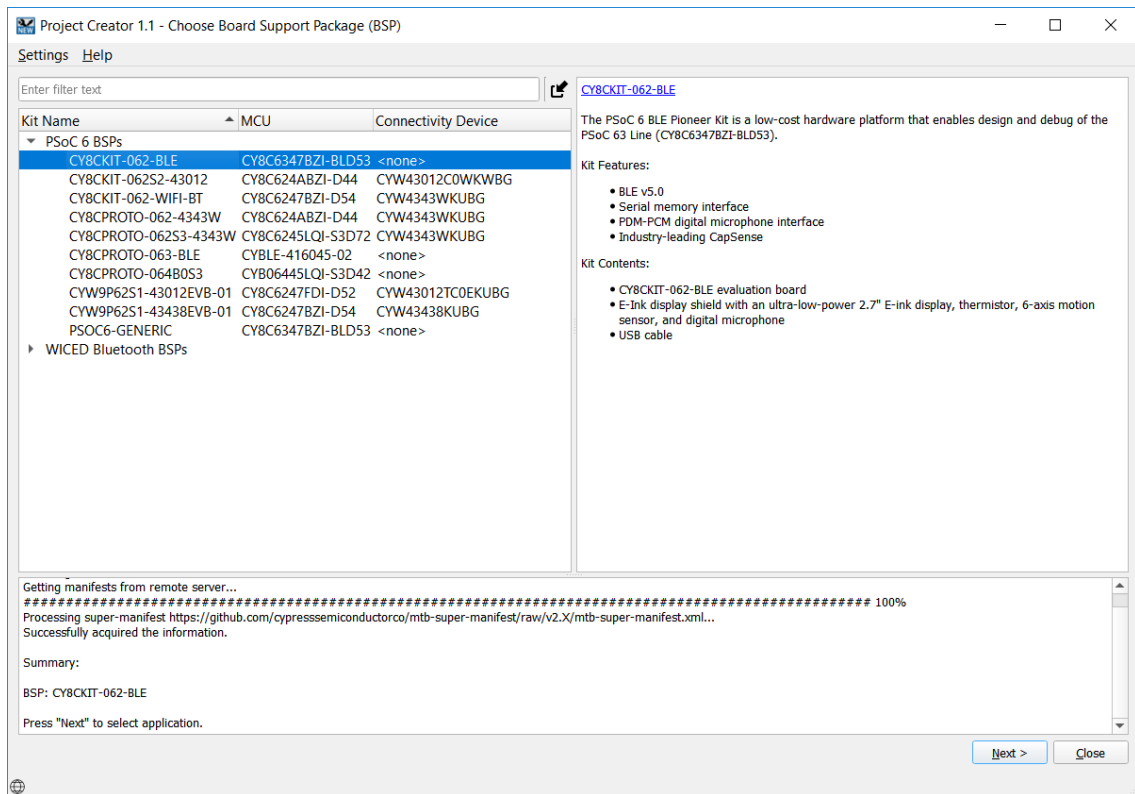 Project Creator 1.1 - Choose Board Support Package (BSP)
Settings Help
Enter filter text
Kit Name MCU Connectivity Device
PSoC 6 BSPs
CY8CKIT-062-BLE CY8C6347BZI-BLD53 <none>
CY8CKIT-062S2-43012 CY8C624ABZI-D44 CYW43012C0WKWBG
CY8CKIT-062-WIFI-BT CY8C6247BZI-D54 CYW4343WKUBG
CY8CPROTO-062-4343W CY8C624ABZI-D44 CYW4343WKUBG
CY8CPROTO-062S3-4343W CY8C6245LQI-S3D72 CYW4343WKUBG
CY8CPROTO-063-BLE CYBLE-416045-02 <none>
CY8CPROTO-064B0S3 CYB06445LQI-S3D42 <none>
CYW9P62S1-43012EVB-01 CY8C6247FDI-D52 CYW43012TC0EKUBG
CYW9P62S1-43438EVB-01 CY8C6247BZI-D54 CYW43438KUBG
PSOC6-GENERIC CY8C6347BZI-BLD53 <none>
WICED Bluetooth BSPs
CY8CKIT-062-BLE
The PSoC 6 BLE Pioneer Kit is a low-cost hardware platform that enables design and debug of the
PSoC 63 Line (CY8C6347BZI-BLD53).
Kit Features:
• BLE v5.0
• Serial memory interface
• PDM-PCM digital microphone interface
• Industry-leading CapSense
Kit Contents:
• CY8CKIT-062-BLE evaluation board
• E-Ink display shield with an ultra-low-power 2.7" E-ink display, thermistor, 6-axis motion
sensor, and digital microphone
• USB cable
Getting manifests from remote server...
#################################################################################################### 100%
Processing super-manifest https://github.com/cypresssemiconductorco/mtb-super-manifest/raw/v2.X/mtb-super-manifest.xml...
Successfully acquired the information.
Summary:
BSP: CY8CKIT-062-BLE
Press "Next" to select application.
Next > Close